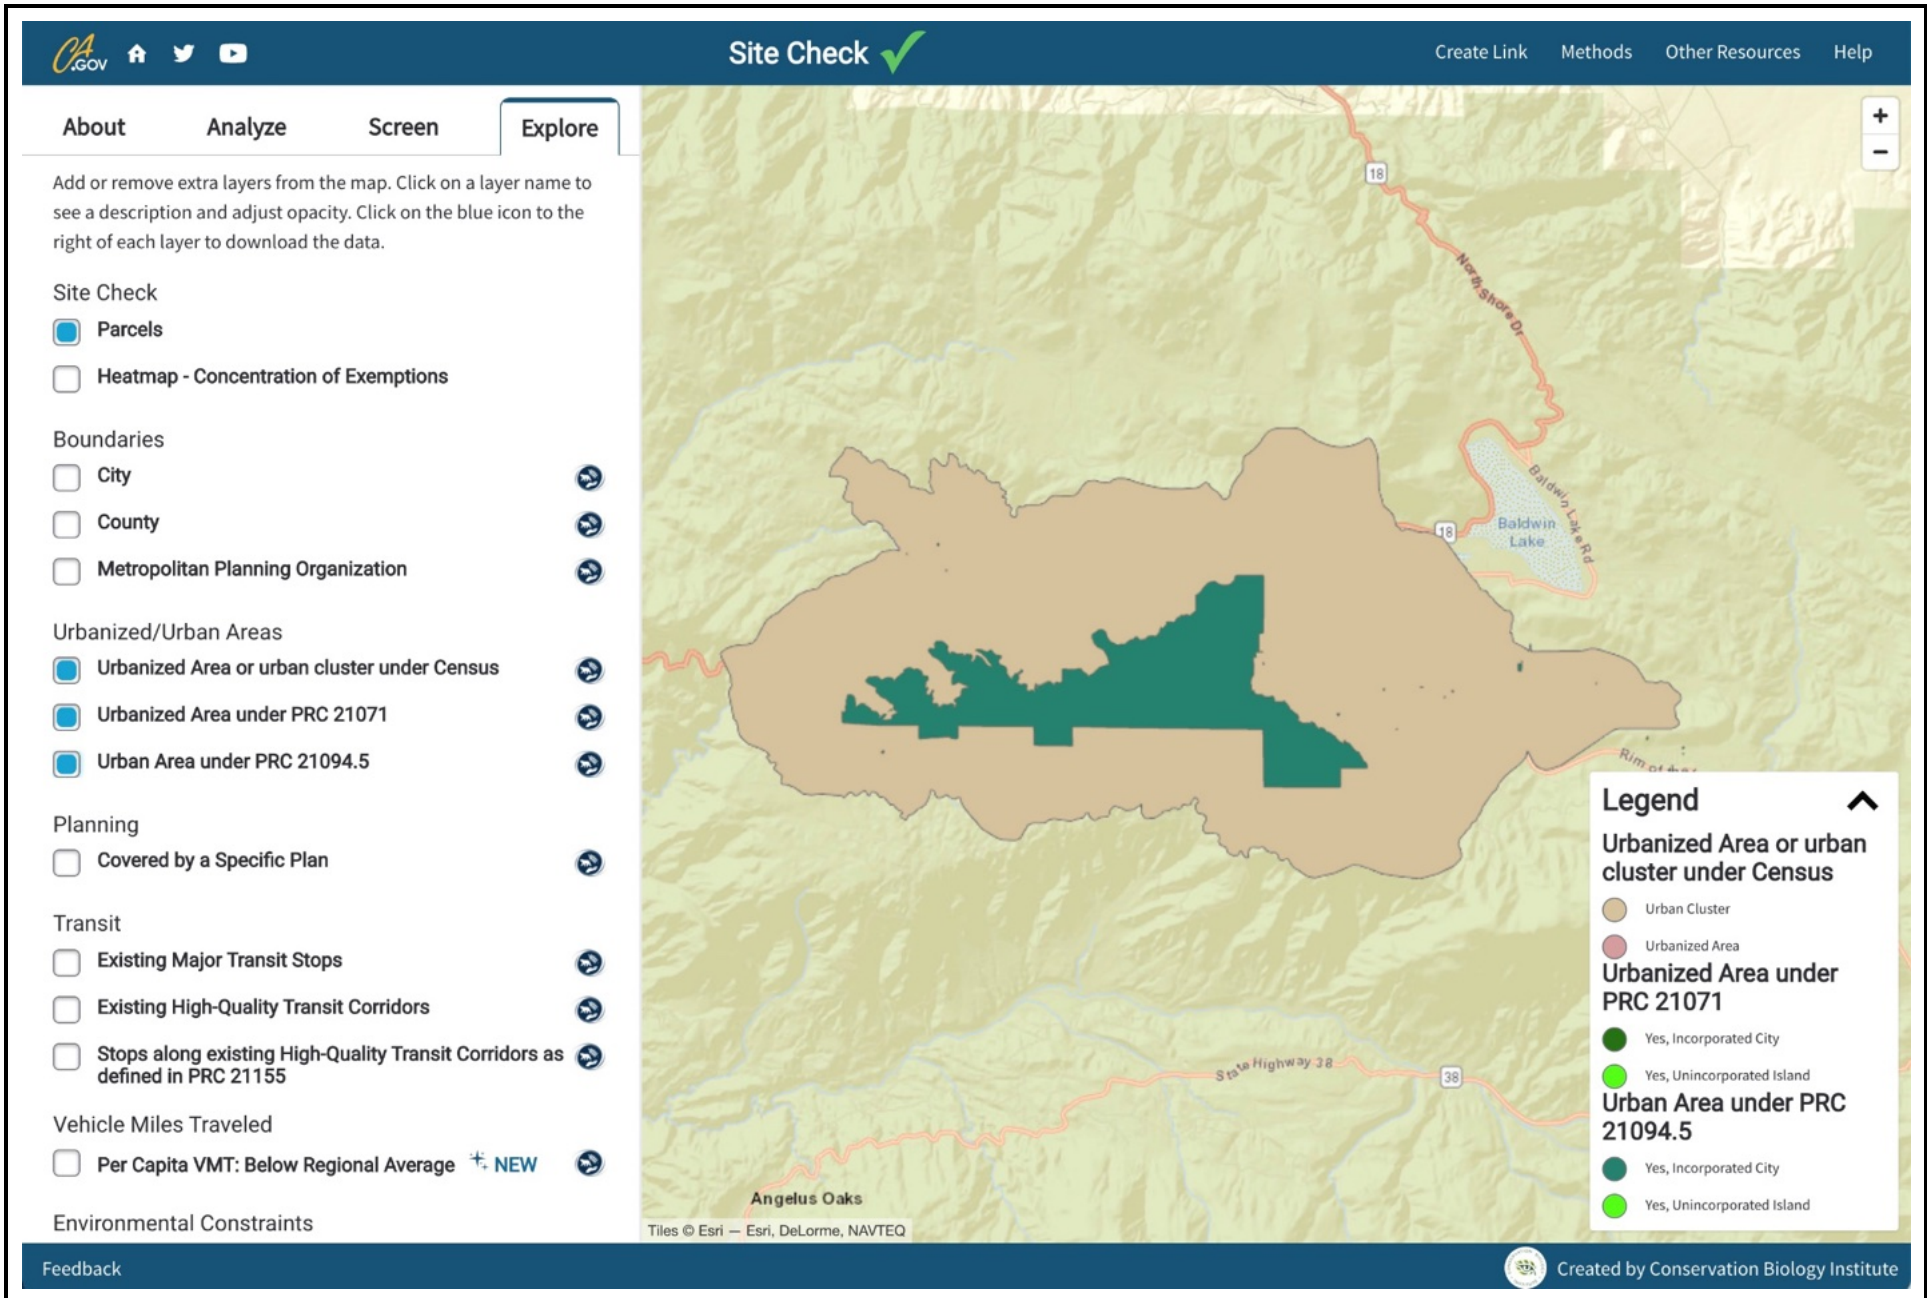 CA
.GOV
Site Check
Create Link
Methods
Other Resources
Help
About
Analyze
Screen
Explore
Add or remove extra layers from the map. Click on a layer name to
see a description and adjust opacity. Click on the blue icon to the
right of each layer to download the data.
Site Check
Parcels
Heatmap - Concentration of Exemptions
Boundaries
City
County
Metropolitan Planning Organization
Urbanized/Urban Areas
Urbanized Area or urban cluster under Census
Urbanized Area under PRC 21071
Urban Area under PRC 21094.5
Planning
Covered by a Specific Plan
Transit
Existing Major Transit Stops
Existing High-Quality Transit Corridors
Stops along existing High-Quality Transit Corridors as
defined in PRC 21155
Vehicle Miles Traveled
Per Capita VMT: Below Regional Average NEW
Environmental Constraints
18
North Shore Dr
Baldwin Lake Rd
Baldwin
Lake
18
Rim of the
State Highway 38
38
Angelus Oaks
Tiles © Esri — Esri, DeLorme, NAVTEQ
+
−
Legend
Urbanized Area or urban
cluster under Census
Urban Cluster
Urbanized Area
Urbanized Area under
PRC 21071
Yes, Incorporated City
Yes, Unincorporated Island
Urban Area under PRC
21094.5
Yes, Incorporated City
Yes, Unincorporated Island
Feedback
Created by Conservation Biology Institute